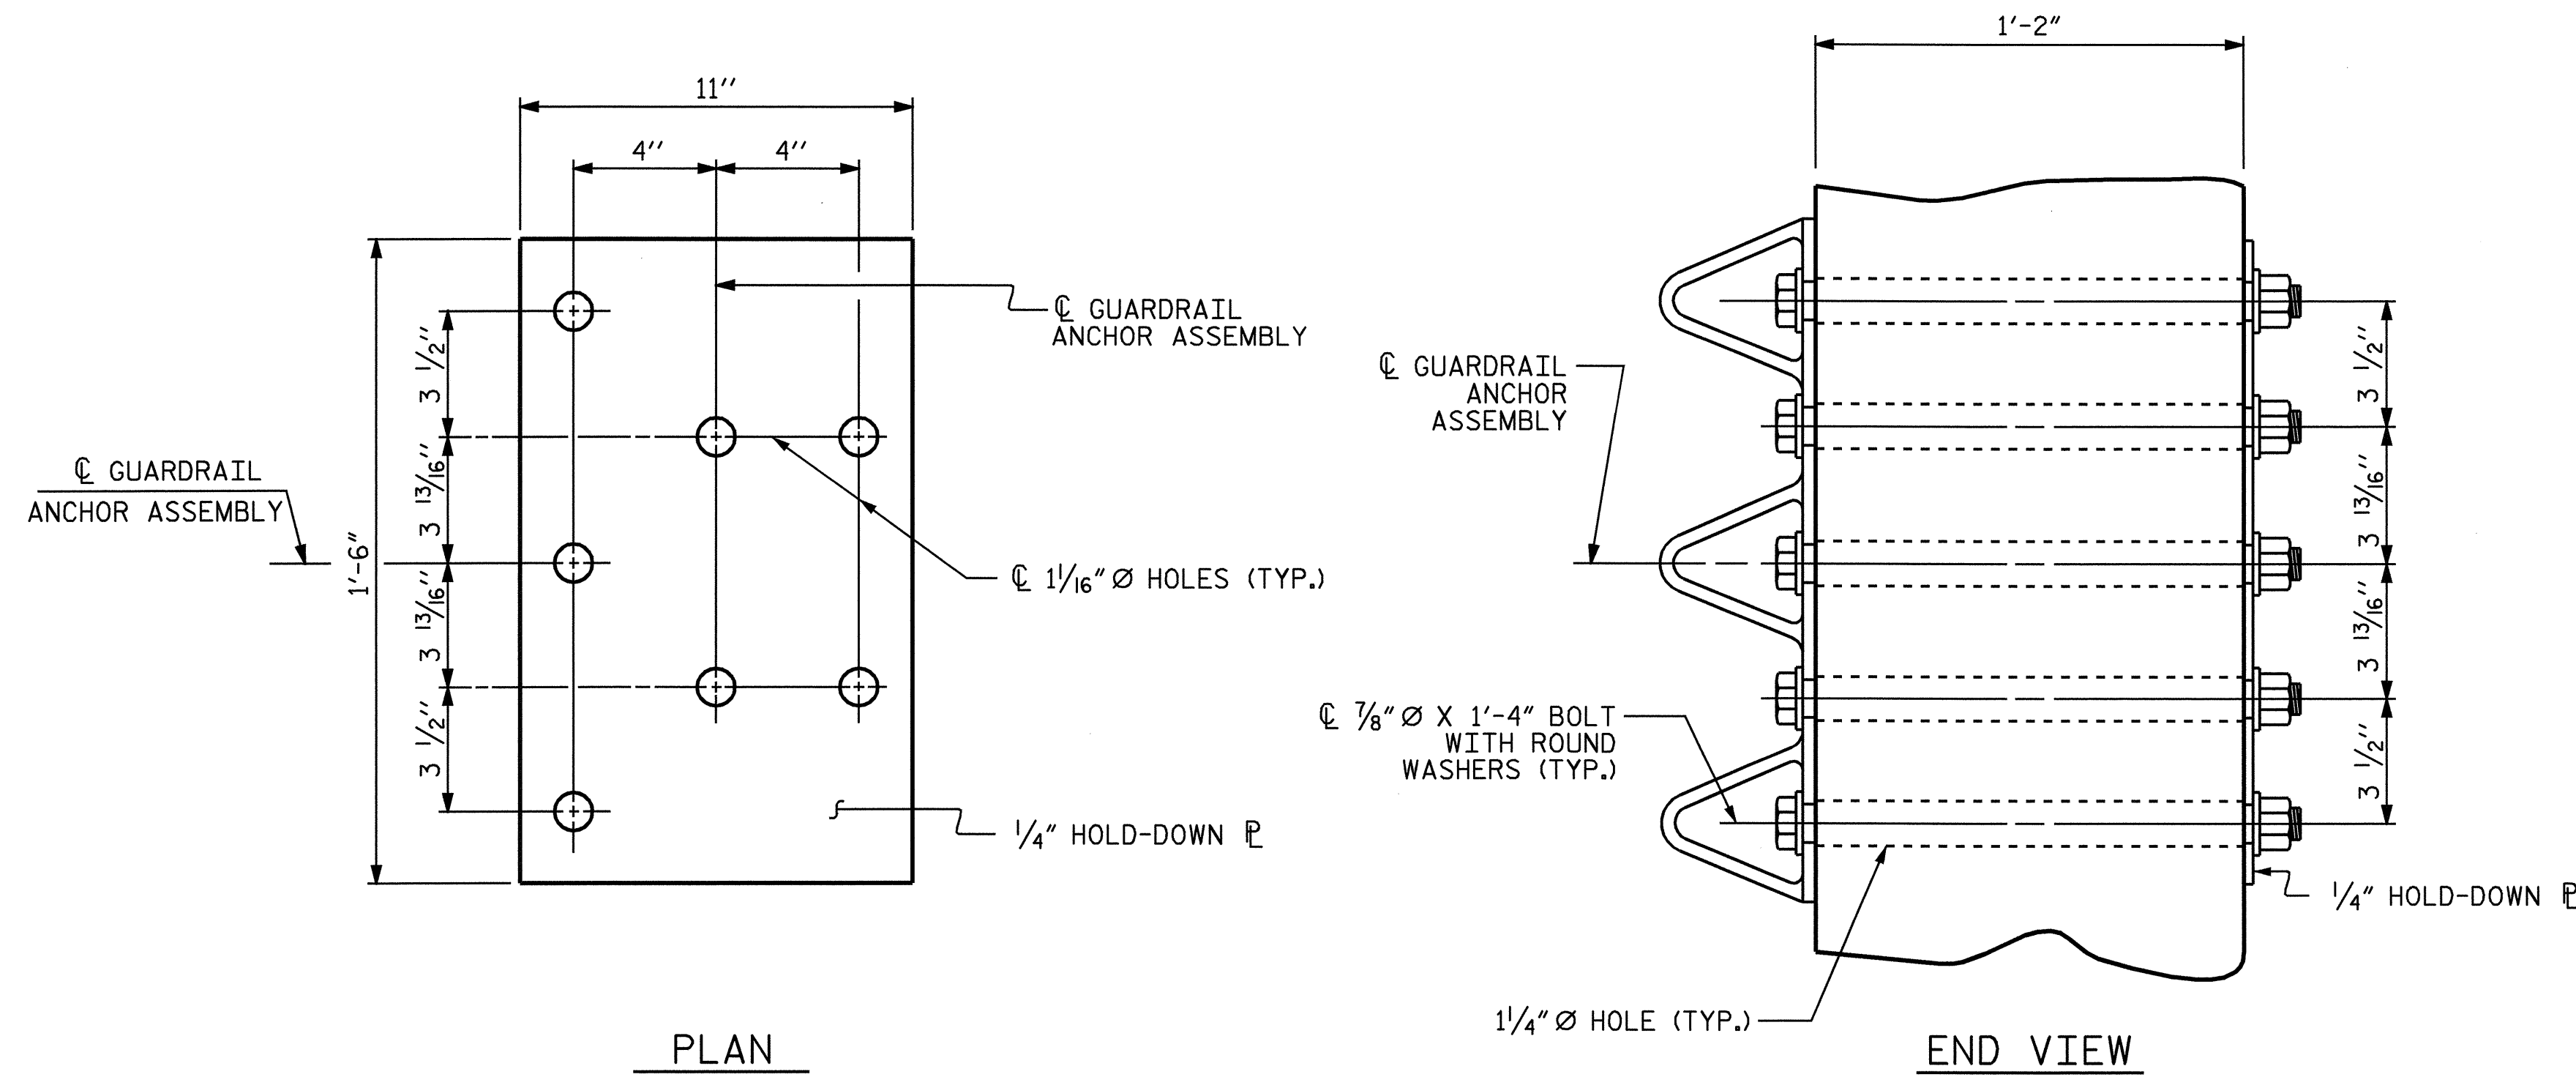 11"
4" 4"
℄ GUARDRAIL
ANCHOR ASSEMBLY
3 1/2"
3 13/16"
3 13/16"
3 1/2"
1'-6"
℄ GUARDRAIL
ANCHOR ASSEMBLY
℄ 1 1/16" Ø HOLES (TYP.)
1/4" HOLD-DOWN ⅊
PLAN
1'-2"
℄ GUARDRAIL
ANCHOR
ASSEMBLY
3 1/2"
3 13/16"
3 13/16"
3 1/2"
℄ 7/8" Ø X 1'-4" BOLT
WITH ROUND
WASHERS (TYP.)
1/4" HOLD-DOWN ⅊
1 1/4" Ø HOLE (TYP.)
END VIEW